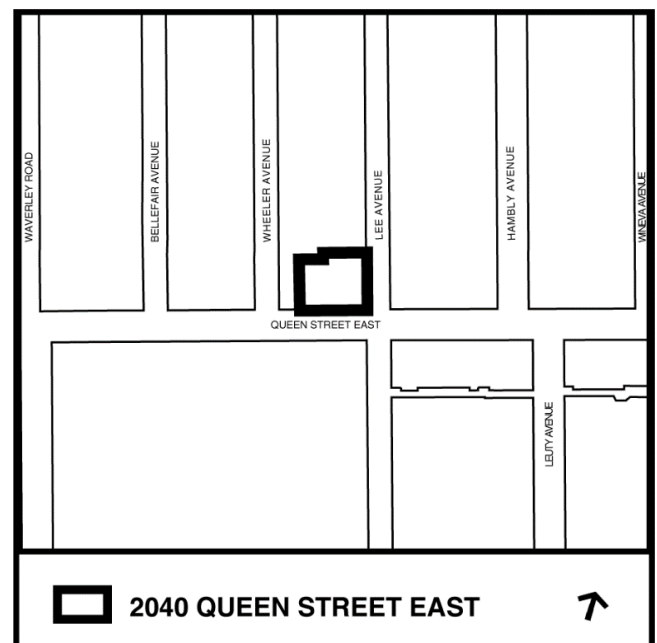 WAVERLEY ROAD
BELLEFAIR AVENUE
WHEELER AVENUE
LEE AVENUE
HAMBLY AVENUE
WINEVA AVENUE
QUEEN STREET EAST
LEUTY AVENUE
2040 QUEEN STREET EAST